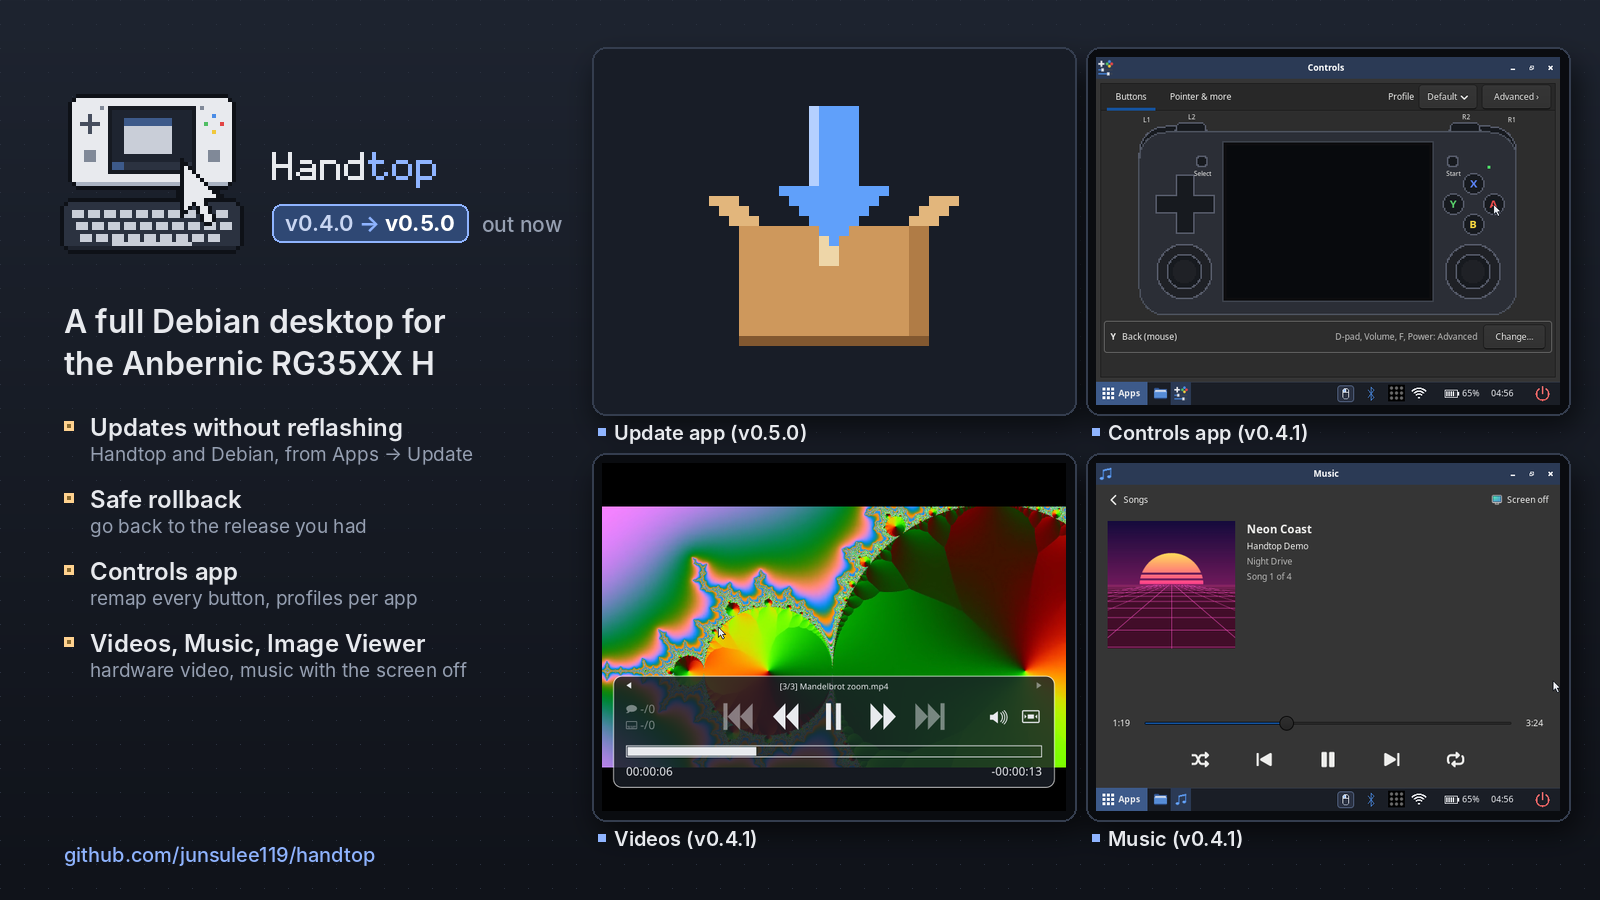 Handtop
v0.4.0 → v0.5.0 out now
A full Debian desktop for
the Anbernic RG35XX H
Updates without reflashing
Handtop and Debian, from Apps → Update
Safe rollback
go back to the release you had
Controls app
remap every button, profiles per app
Videos, Music, Image Viewer
hardware video, music with the screen off
github.com/junsulee119/handtop
Update app (v0.5.0)
Controls
Buttons Pointer & more Profile Default Advanced ›
L1 L2 R2 R1
Select Start
X
Y A
B
Y Back (mouse) D-pad, Volume, F, Power: Advanced Change...
Apps 65% 04:56
Controls app (v0.4.1)
[3/3] Mandelbrot zoom.mp4
-/0
-/0
00:00:06 -00:00:13
Videos (v0.4.1)
Music
Songs Screen off
Neon Coast
Handtop Demo
Night Drive
Song 1 of 4
1:19 3:24
Apps 65% 04:56
Music (v0.4.1)